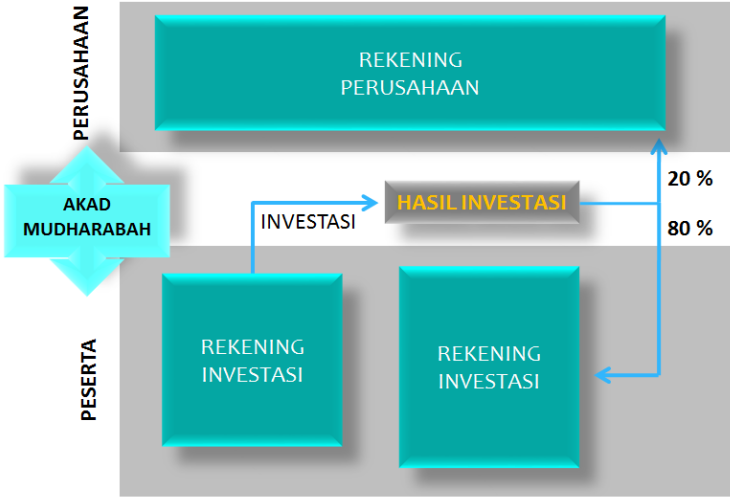 PERUSAHAAN
REKENING
PERUSAHAAN
AKAD
MUDHARABAH
INVESTASI
HASIL INVESTASI
20 %
80 %
PESERTA
REKENING
INVESTASI
REKENING
INVESTASI